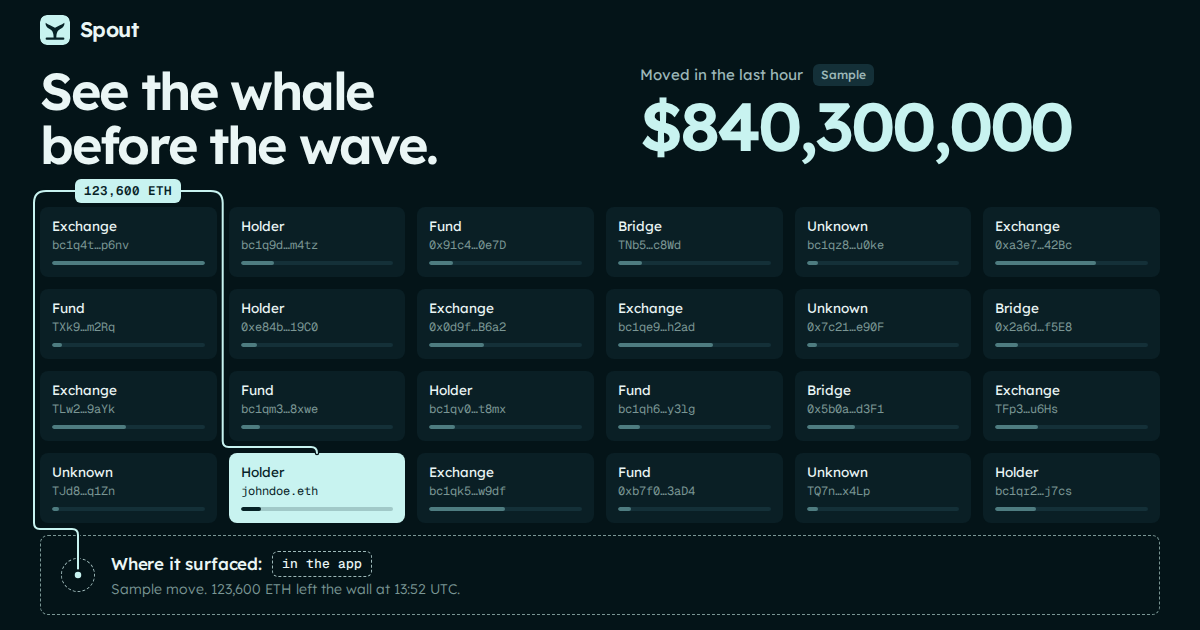 Spout
See the whale
before the wave.
Moved in the last hour Sample
$840,300,000
123,600 ETH
Exchange
bc1q4t…p6nv
Holder
bc1q9d…m4tz
Fund
0x91c4…0e7D
Bridge
TNb5…c8Wd
Unknown
bc1qz8…u0ke
Exchange
0xa3e7…42Bc
Fund
TXk9…m2Rq
Holder
0xe84b…19C0
Exchange
0x0d9f…B6a2
Exchange
bc1qe9…h2ad
Unknown
0x7c21…e90F
Bridge
0x2a6d…f5E8
Exchange
TLw2…9aYk
Fund
bc1qm3…8xwe
Holder
bc1qv0…t8mx
Fund
bc1qh6…y3lg
Bridge
0x5b0a…d3F1
Exchange
TFp3…u6Hs
Unknown
TJd8…q1Zn
Holder
johndoe.eth
Exchange
bc1qk5…w9df
Fund
0xb7f0…3aD4
Unknown
TQ7n…x4Lp
Holder
bc1qr2…j7cs
Where it surfaced: in the app
Sample move. 123,600 ETH left the wall at 13:52 UTC.